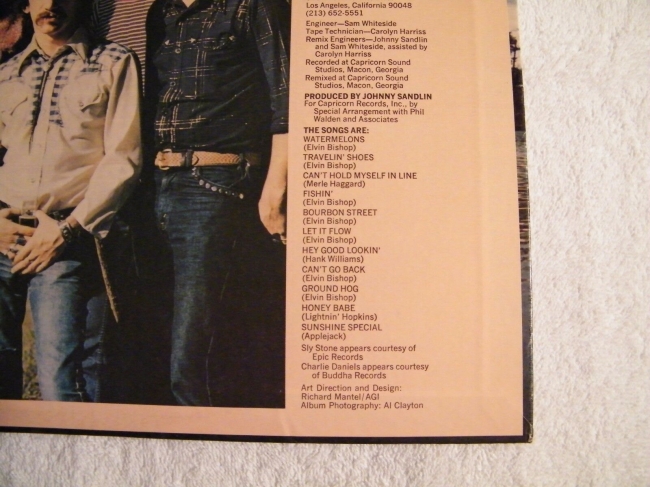 Los Angeles, California 90048
(213) 652-5551
Engineer—Sam Whiteside
Tape Technician—Carolyn Harriss
Remix Engineers—Johnny Sandlin
and Sam Whiteside, assisted by
Carolyn Harriss
Recorded at Capricorn Sound
Studios, Macon, Georgia
Remixed at Capricorn Sound
Studios, Macon, Georgia
PRODUCED BY JOHNNY SANDLIN
For Capricorn Records, Inc., by
Special Arrangement with Phil
Walden and Associates
THE SONGS ARE:
WATERMELONS
(Elvin Bishop)
TRAVELIN' SHOES
(Elvin Bishop)
CAN'T HOLD MYSELF IN LINE
(Merle Haggard)
FISHIN'
(Elvin Bishop)
BOURBON STREET
(Elvin Bishop)
LET IT FLOW
(Elvin Bishop)
HEY GOOD LOOKIN'
(Hank Williams)
CAN'T GO BACK
(Elvin Bishop)
GROUND HOG
(Elvin Bishop)
HONEY BABE
(Lightnin' Hopkins)
SUNSHINE SPECIAL
(Applejack)
Sly Stone appears courtesy of
Epic Records
Charlie Daniels appears courtesy
of Buddha Records
Art Direction and Design:
Richard Mantel/AGI
Album Photography: Al Clayton